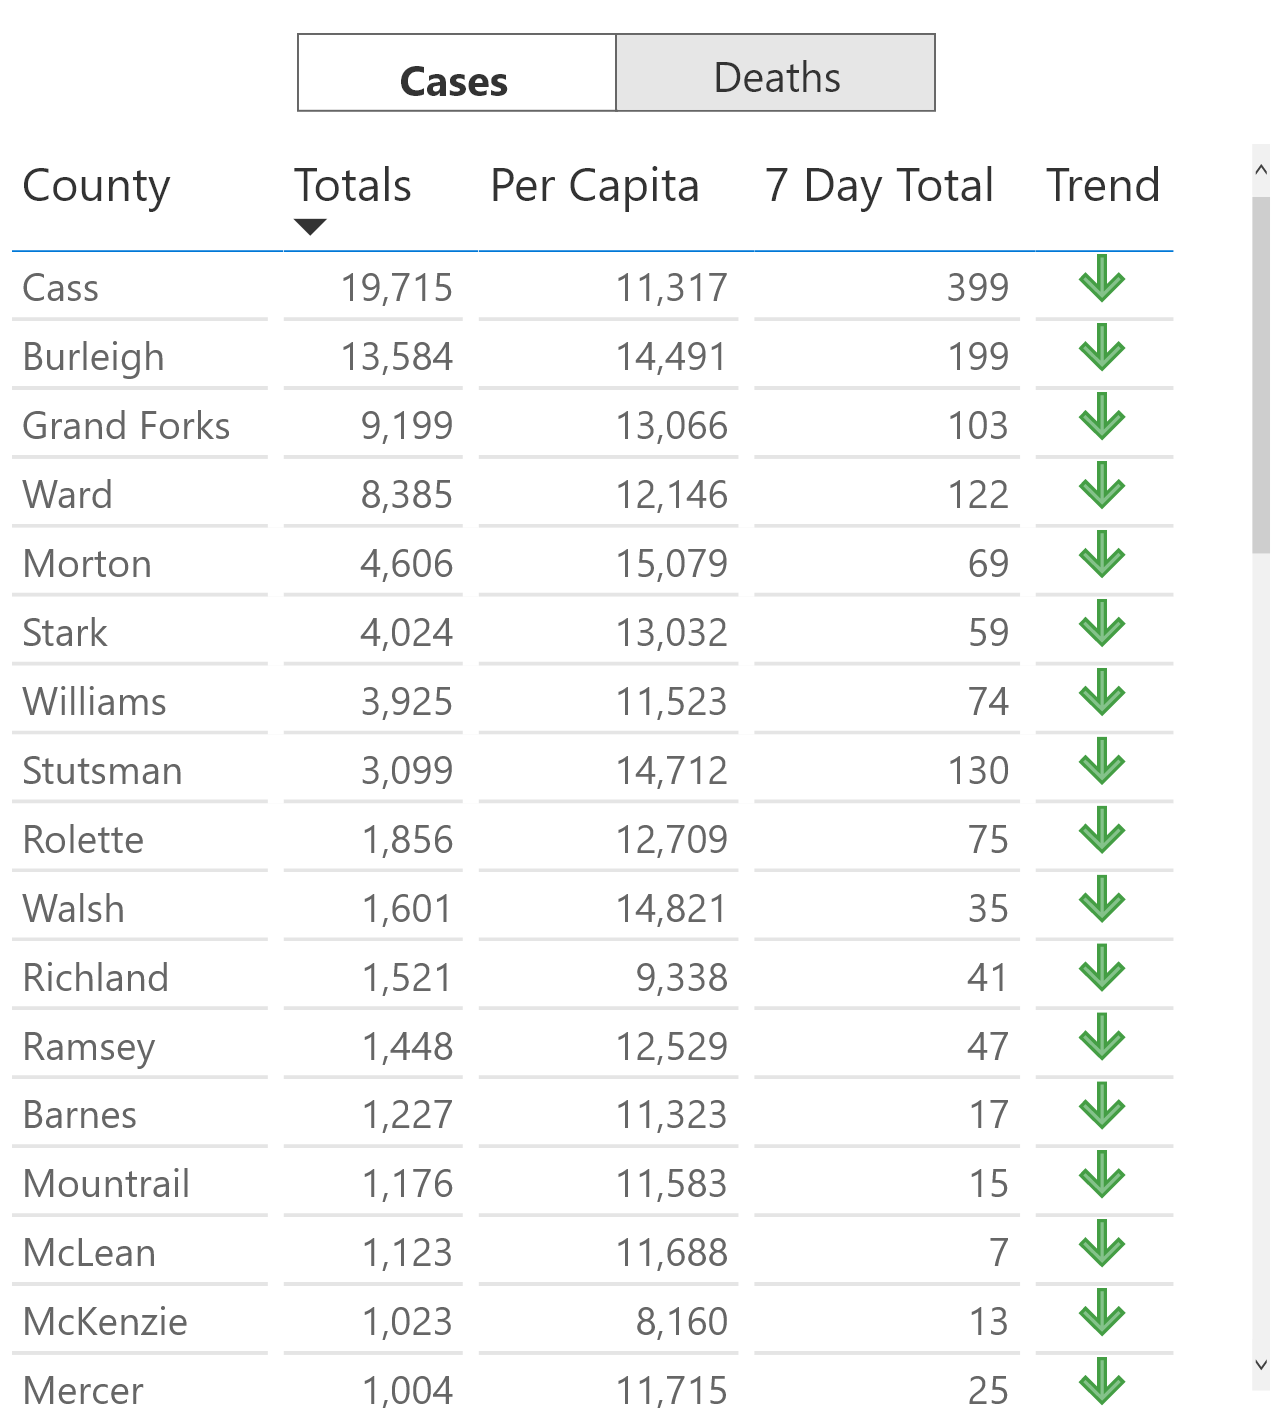 Cases Deaths
County Totals Per Capita 7 Day Total Trend
Cass 19,715 11,317 399
Burleigh 13,584 14,491 199
Grand Forks 9,199 13,066 103
Ward 8,385 12,146 122
Morton 4,606 15,079 69
Stark 4,024 13,032 59
Williams 3,925 11,523 74
Stutsman 3,099 14,712 130
Rolette 1,856 12,709 75
Walsh 1,601 14,821 35
Richland 1,521 9,338 41
Ramsey 1,448 12,529 47
Barnes 1,227 11,323 17
Mountrail 1,176 11,583 15
McLean 1,123 11,688 7
McKenzie 1,023 8,160 13
Mercer 1,004 11,715 25